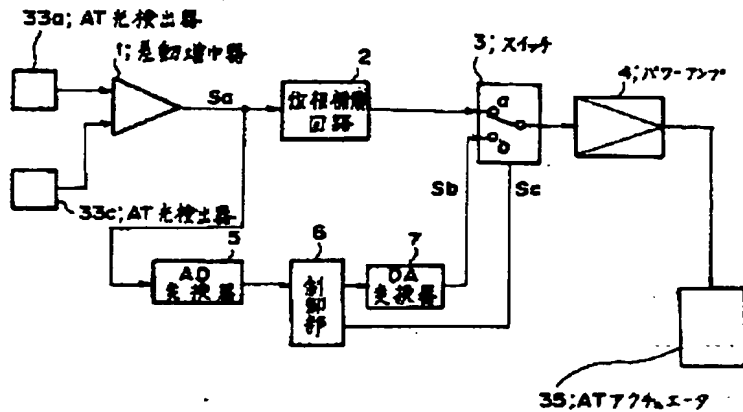 33a;AT光検出器
1;差動増巾器
Sa
2
位相補償
回路
3;スイッチ
a
b
4;パワーアンプ
33c;AT光検出器
Sb
Sc
5
AD
変換器
6
制御部
7
DA
変換器
35;ATアクチュエータ